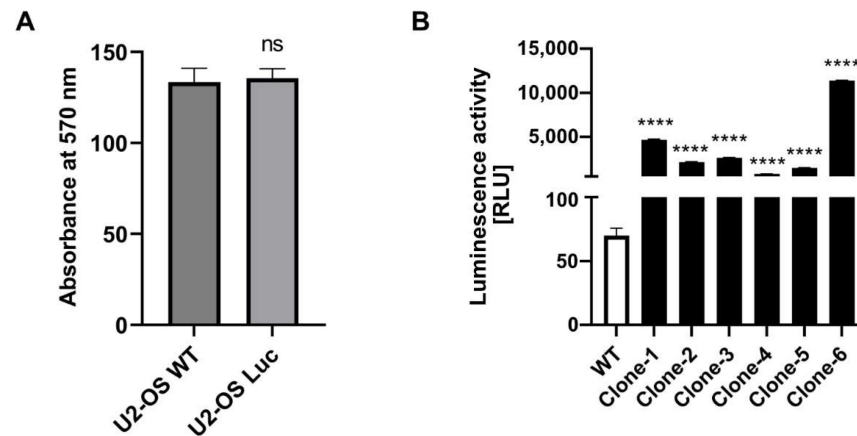 A
Absorbance at 570 nm
150
100
50
0
ns
U2-OS WT
U2-OS Luc
B
Luminescence activity
[RLU]
15,000
10,000
5,000
100
50
0
****
****
****
****
****
****
WT
Clone-1
Clone-2
Clone-3
Clone-4
Clone-5
Clone-6